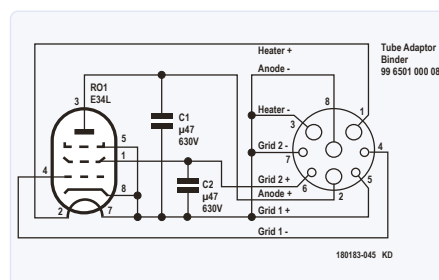 Heater +
Tube Adaptor
Binder
99 6501 000 08
Anode -
RO1
E34L
3
8
1
C1
µ47
630V
Heater -
3
5
Grid 2 -
7
4
1
4
C2
µ47
630V
Grid 2 +
6
5
8
Anode +
2
2
7
Grid 1 +
Grid 1 -
180183-045 KD